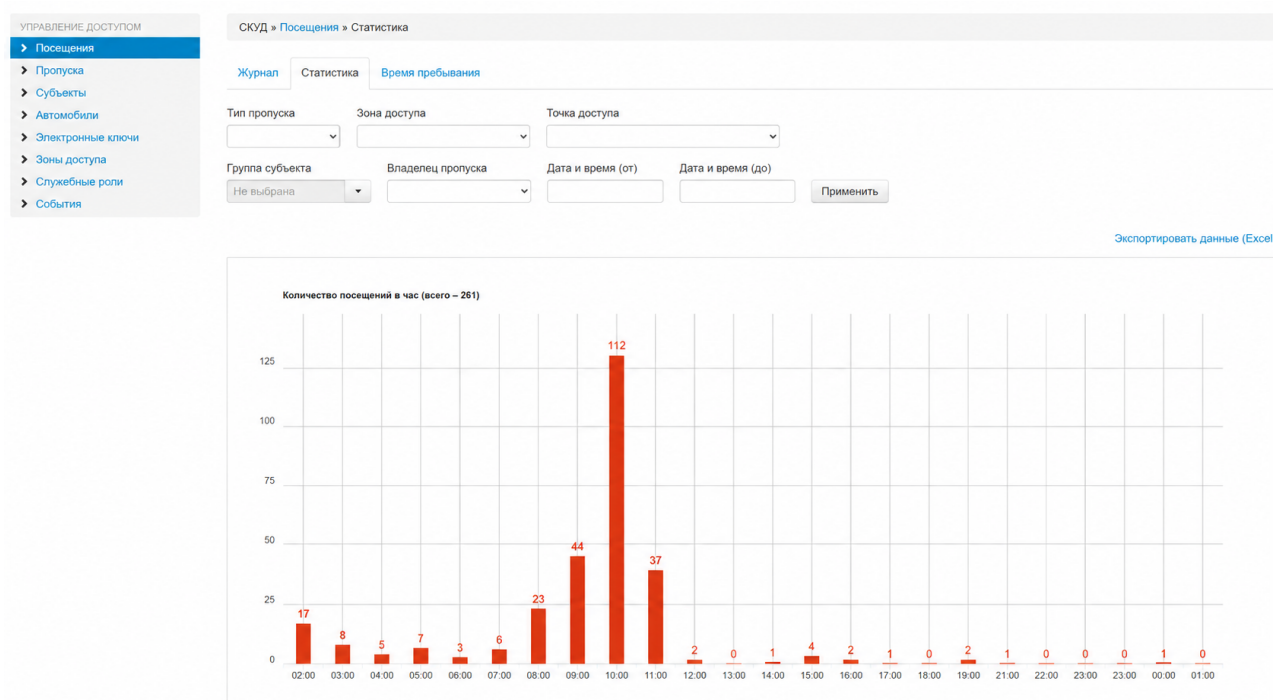 УПРАВЛЕНИЕ ДОСТУПОМ
Посещения
Пропуска
Субъекты
Автомобили
Электронные ключи
Зоны доступа
Служебные роли
События
СКУД » Посещения » Статистика
Журнал Статистика Время пребывания
Тип пропуска Зона доступа Точка доступа
Группа субъекта Владелец пропуска Дата и время (от) Дата и время (до)
Не выбрана Применить
Экспортировать данные (Excel
Количество посещений в час (всего – 261)
125
100
75
50
25
0
17 8 5 7 3 6 23 44 112 37 2 0 1 4 2 1 0 2 1 0 0 0 1 0
02:00 03:00 04:00 05:00 06:00 07:00 08:00 09:00 10:00 11:00 12:00 13:00 14:00 15:00 16:00 17:00 18:00 19:00 21:00 22:00 23:00 23:00 00:00 01:00